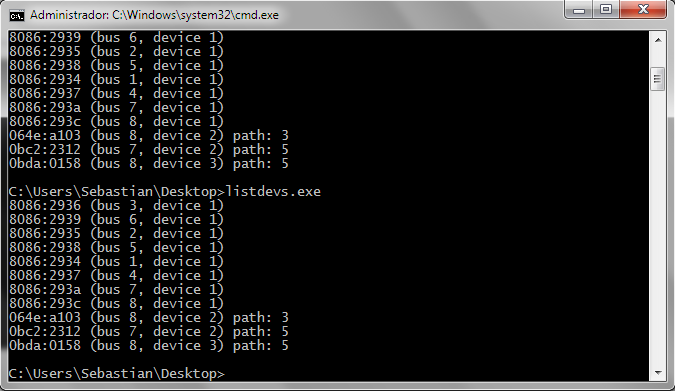 Administrador: C:\Windows\system32\cmd.exe
8086:2939 (bus 6, device 1)
8086:2935 (bus 2, device 1)
8086:2938 (bus 5, device 1)
8086:2934 (bus 1, device 1)
8086:2937 (bus 4, device 1)
8086:293a (bus 7, device 1)
8086:293c (bus 8, device 1)
064e:a103 (bus 8, device 2) path: 3
0bc2:2312 (bus 7, device 2) path: 5
0bda:0158 (bus 8, device 3) path: 5
C:\Users\Sebastian\Desktop>listdevs.exe
8086:2936 (bus 3, device 1)
8086:2939 (bus 6, device 1)
8086:2935 (bus 2, device 1)
8086:2938 (bus 5, device 1)
8086:2934 (bus 1, device 1)
8086:2937 (bus 4, device 1)
8086:293a (bus 7, device 1)
8086:293c (bus 8, device 1)
064e:a103 (bus 8, device 2) path: 3
0bc2:2312 (bus 7, device 2) path: 5
0bda:0158 (bus 8, device 3) path: 5
C:\Users\Sebastian\Desktop>